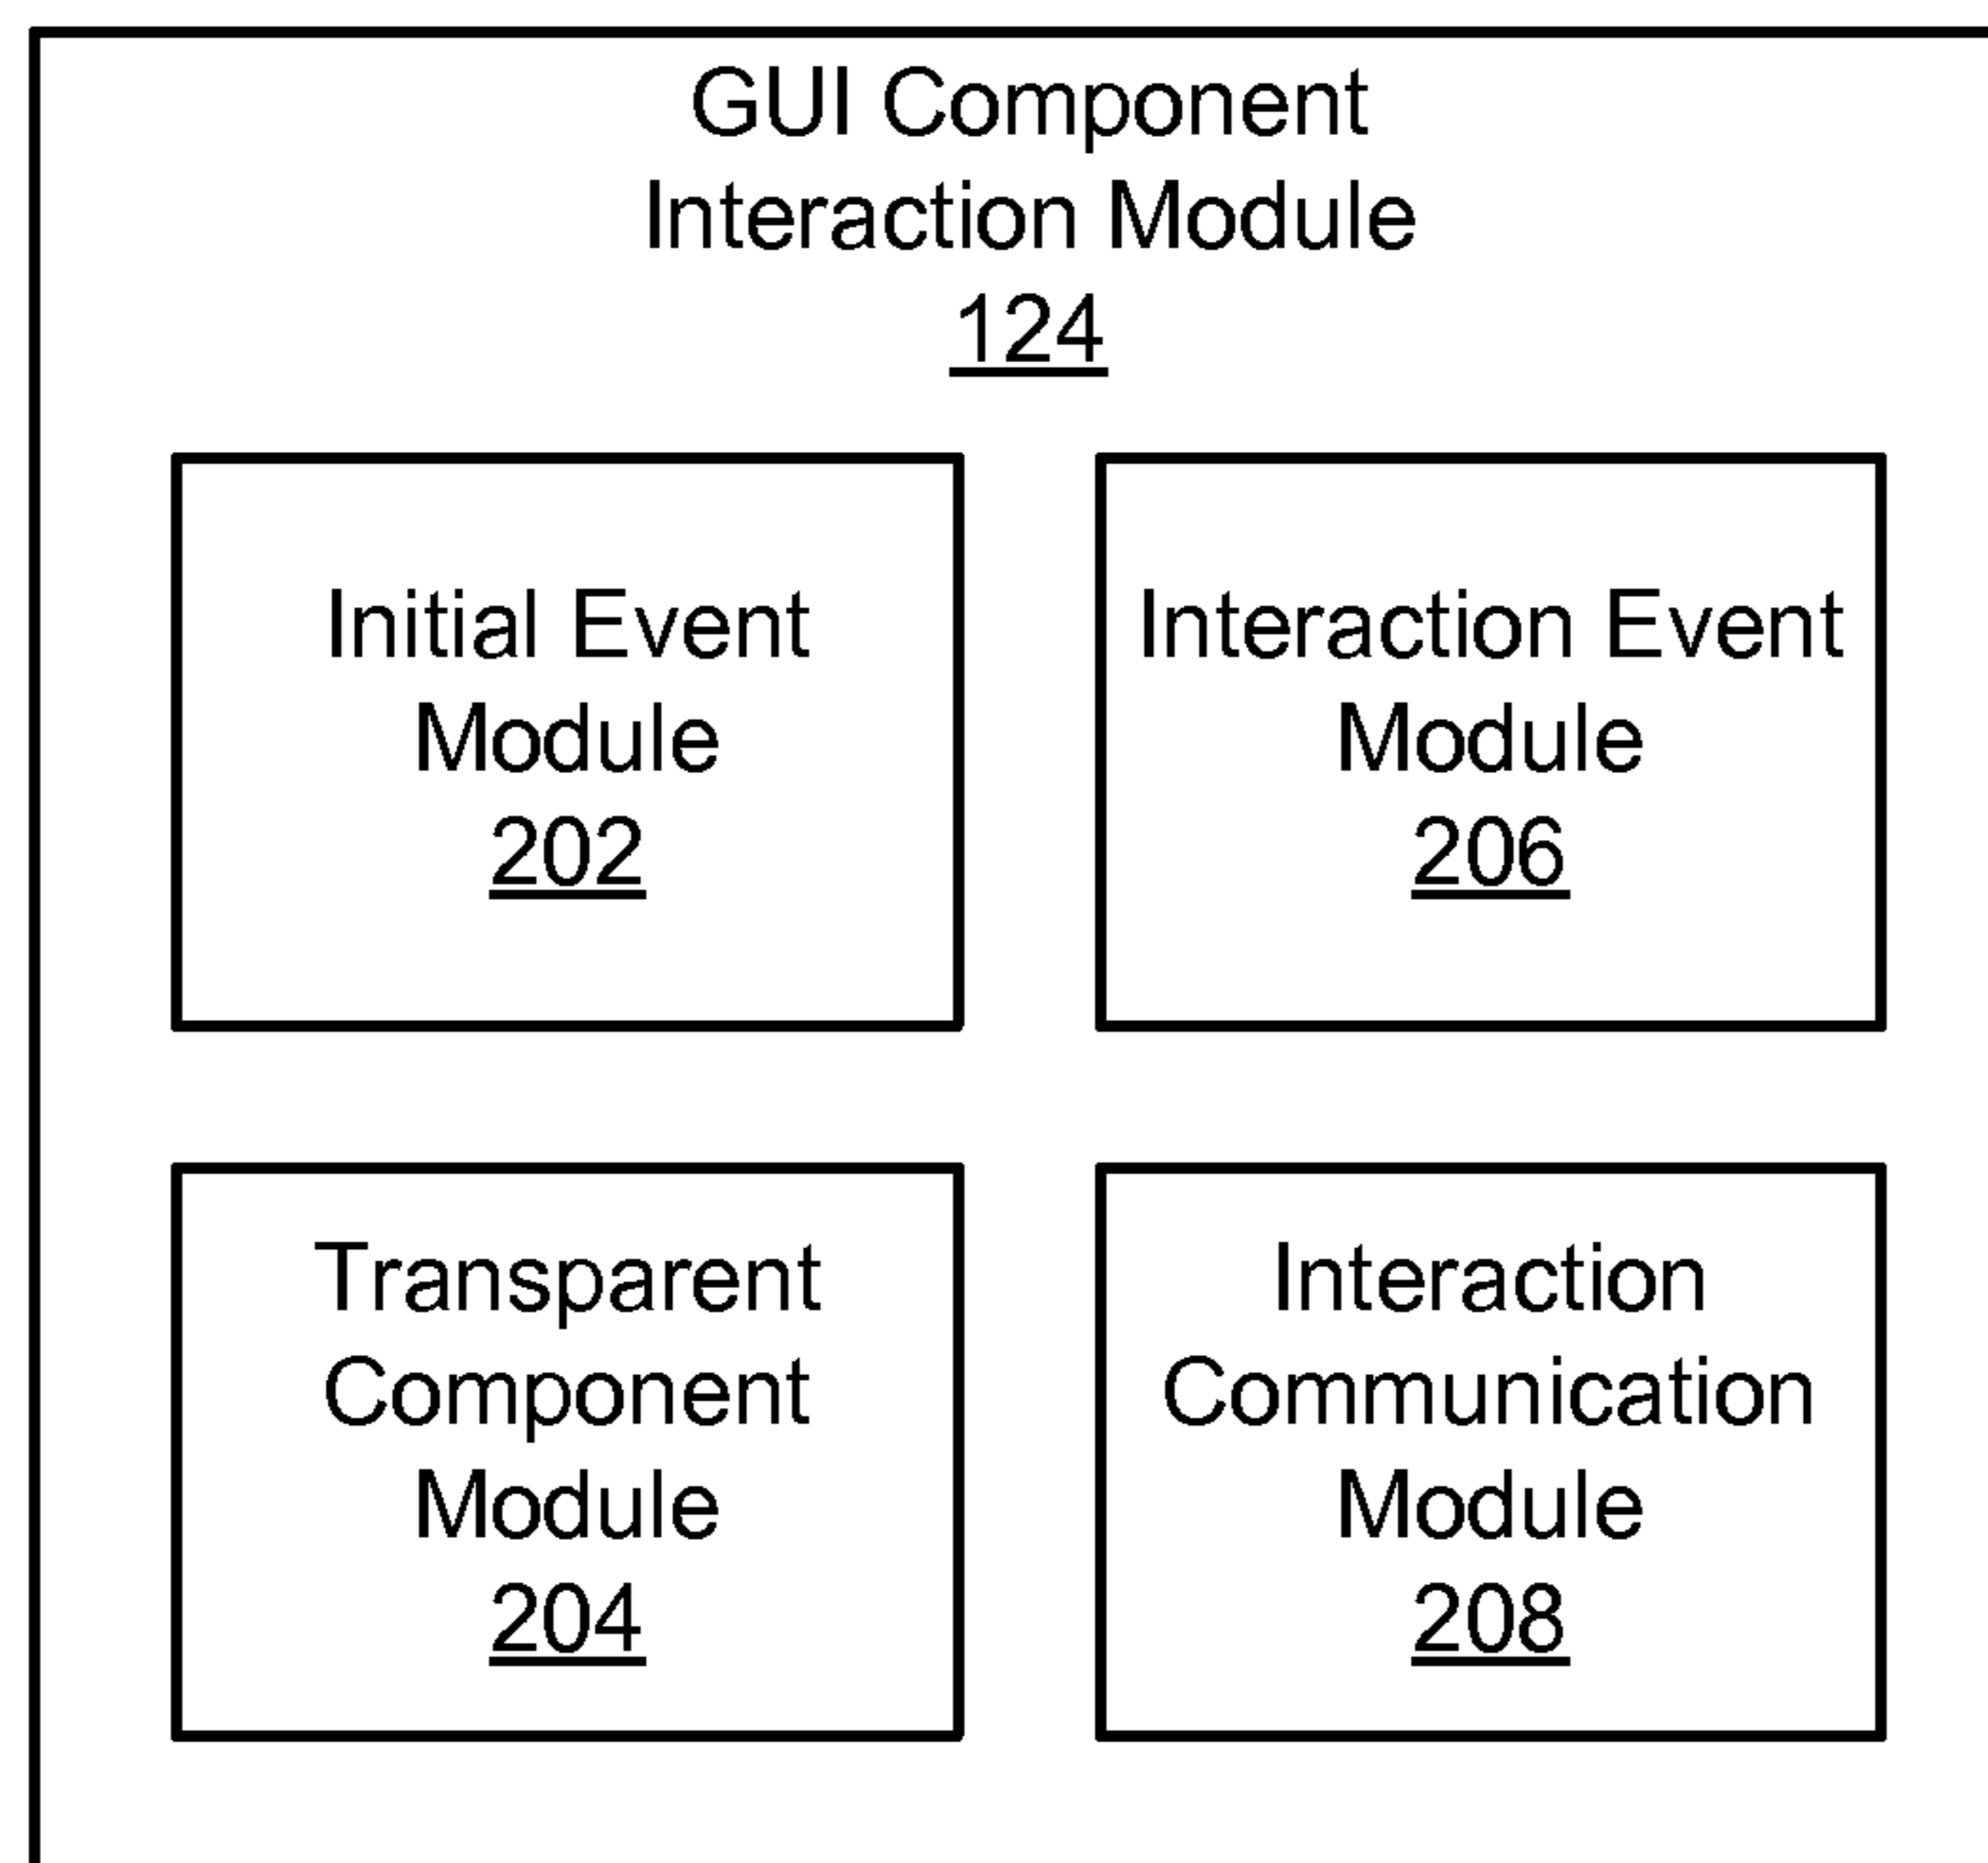 GUI Component
Interaction Module
124
Initial Event
Module
202
Interaction Event
Module
206
Transparent
Component
Module
204
Interaction
Communication
Module
208